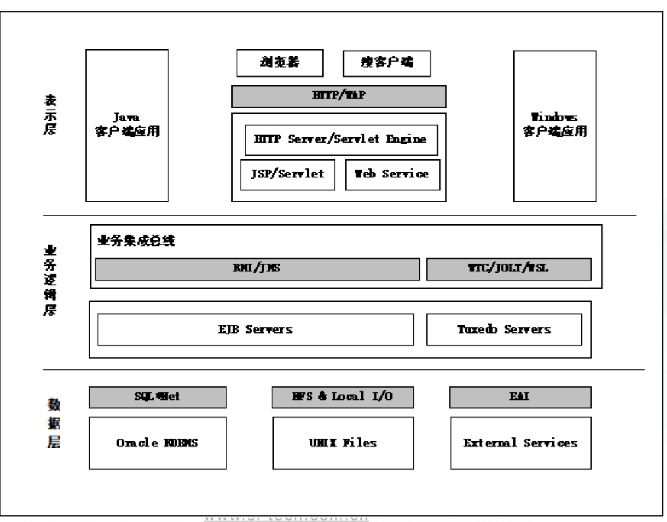 浏览器 瘦客户端
HTTP/WAP
表示层
Java
客户端应用
Windows
客户端应用
HTTP Server/Servlet Engine
JSP/Servlet Web Service
业务逻辑层
业务集成总线
RMI/JMS WTC/JOLT/WSL
EJB Servers Tuxedo Servers
数据层
SQL*Net NFS & Local I/O EAI
Oracle RDBMS UNIX Files External Services